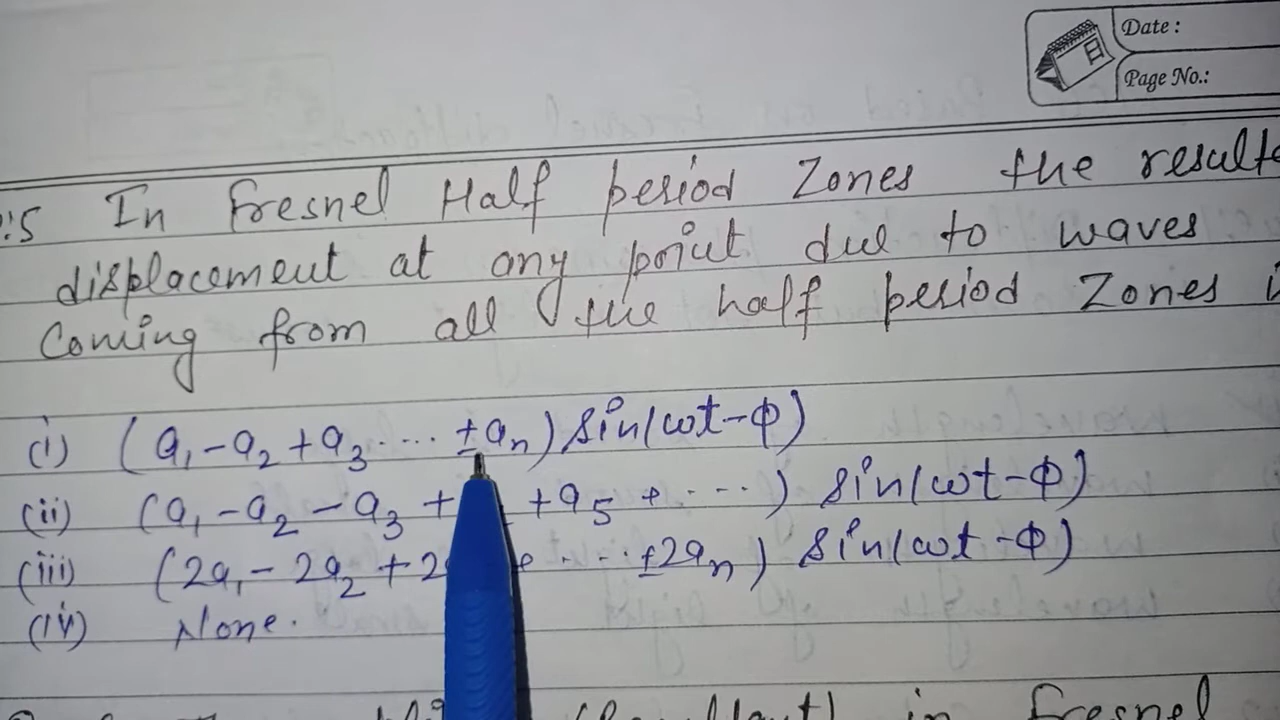 Date :
Page No.:
:5 In Fresnel Half period Zones the
displacement at any point due to waves
Coming from all the half period Zones
(i) (a₁ - a₂ + a₃ .... ± aₙ) sin(ωt - Φ)
(ii) (a₁ - a₂ - a₃ + + a₅ + ....) sin(ωt - Φ)
(iii) (2a₁ - 2a₂ + ... ± 2aₙ) sin(ωt - Φ)
(iv) None.
in Fresnel